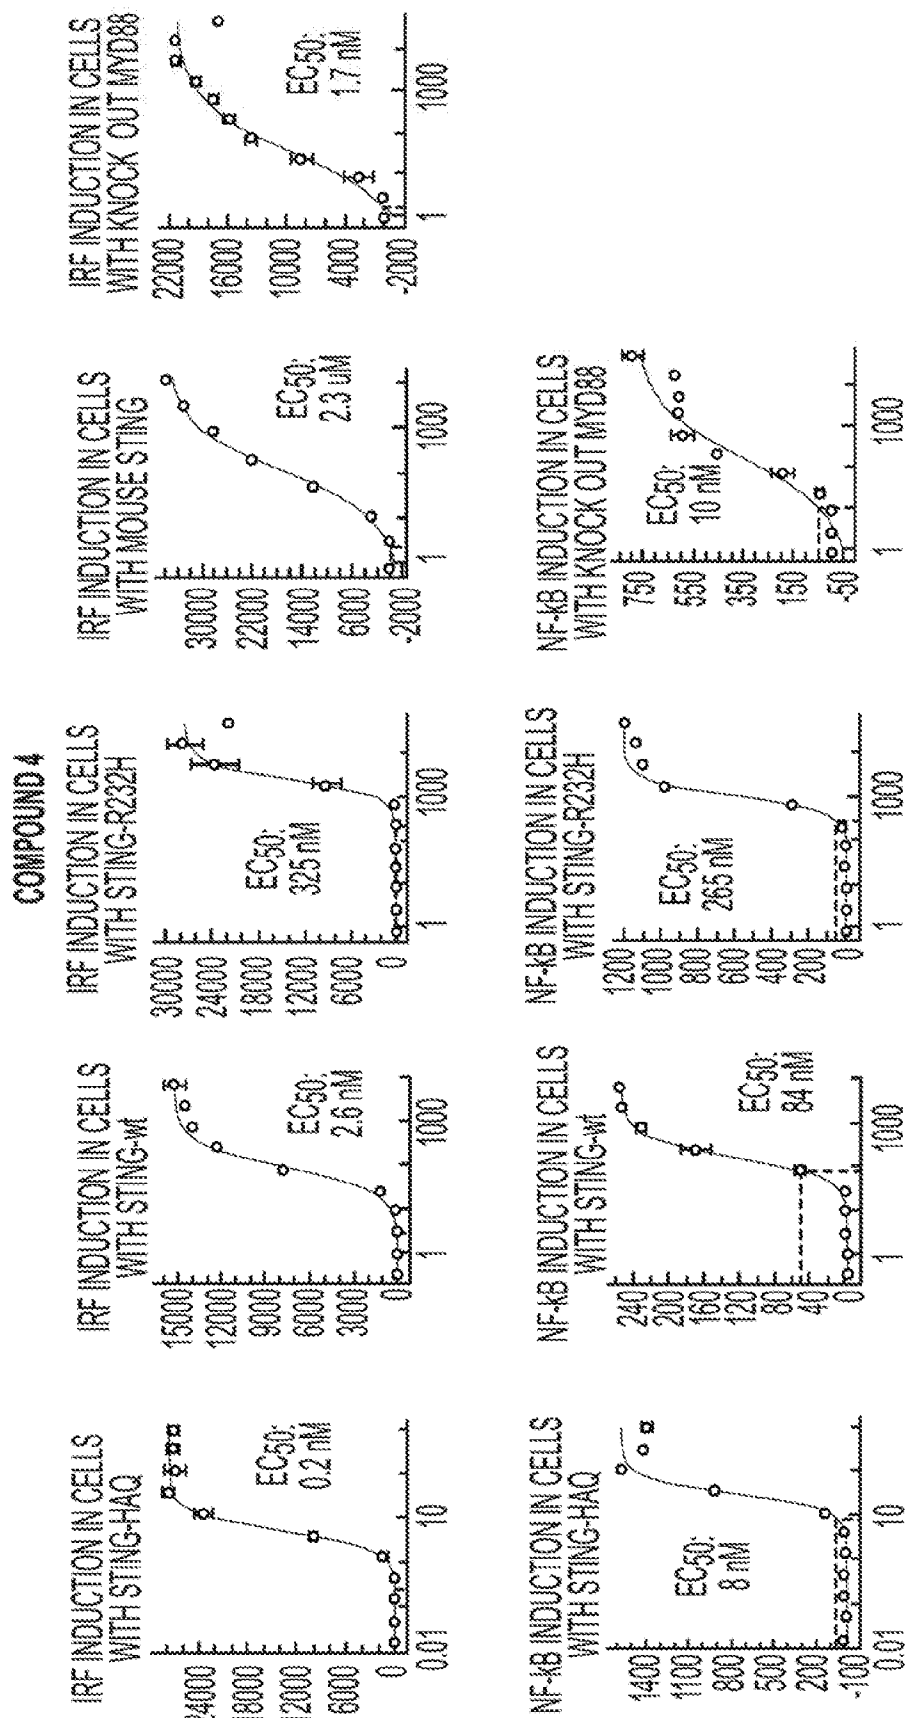 COMPOUND 4
IRF INDUCTION IN CELLS
WITH STING-HAQ
24000
18000
12000
6000
0
0.01
10
EC50:
0.2 nM
IRF INDUCTION IN CELLS
WITH STING-wt
15000
12000
9000
6000
3000
0
1
1000
EC50:
2.6 nM
IRF INDUCTION IN CELLS
WITH STING-R232H
30000
24000
18000
12000
6000
0
1
1000
EC50:
325 nM
IRF INDUCTION IN CELLS
WITH MOUSE STING
30000
22000
14000
6000
-2000
1
1000
EC50:
2.3 uM
IRF INDUCTION IN CELLS
WITH KNOCK OUT MYD88
22000
16000
10000
4000
-2000
1
1000
EC50:
1.7 nM
NF-kB INDUCTION IN CELLS
WITH STING-HAQ
1400
1100
800
500
200
-100
0.01
10
EC50:
8 nM
NF-kB INDUCTION IN CELLS
WITH STING-wt
240
200
160
120
80
40
0
1
1000
EC50:
84 nM
NF-kB INDUCTION IN CELLS
WITH STING-R232H
1200
1000
800
600
400
200
0
1
1000
EC50:
265 nM
NF-kB INDUCTION IN CELLS
WITH KNOCK OUT MYD88
750
550
350
150
-50
1
1000
EC50:
10 nM